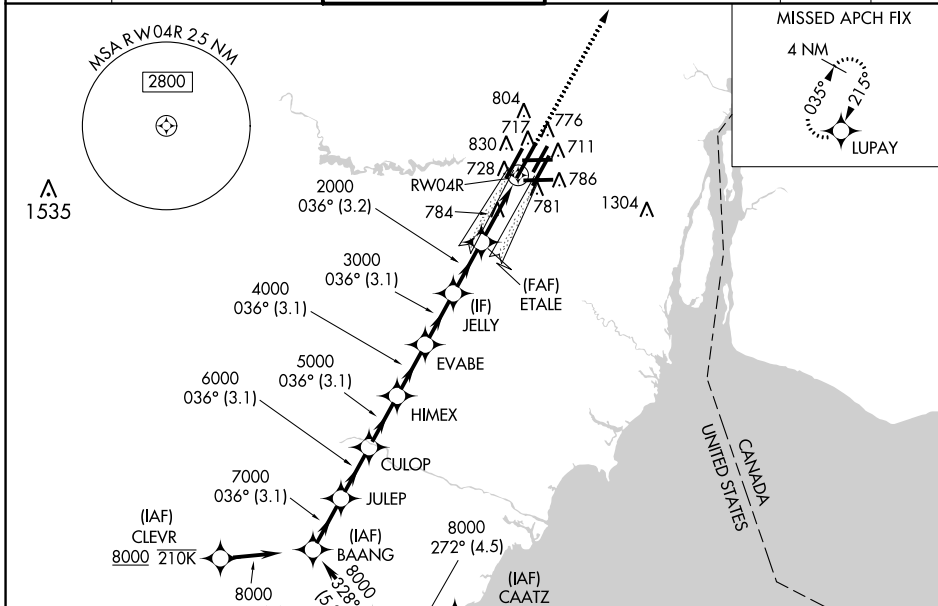 MSA RW04R 25 NM
2800
1535
MISSED APCH FIX
4 NM
035°
215°
LUPAY
804
717
776
830
711
728
786
RW04R
781
784
1304
2000
036° (3.2)
(FAF)
ETALE
3000
036° (3.1)
(IF)
JELLY
4000
036° (3.1)
EVABE
5000
036° (3.1)
HIMEX
6000
036° (3.1)
CULOP
7000
036° (3.1)
JULEP
(IAF)
CLEVR
8000 210K
8000
(IAF)
BAANG
8000
328°
8000
272° (4.5)
(IAF)
CAATZ
CANADA
UNITED STATES